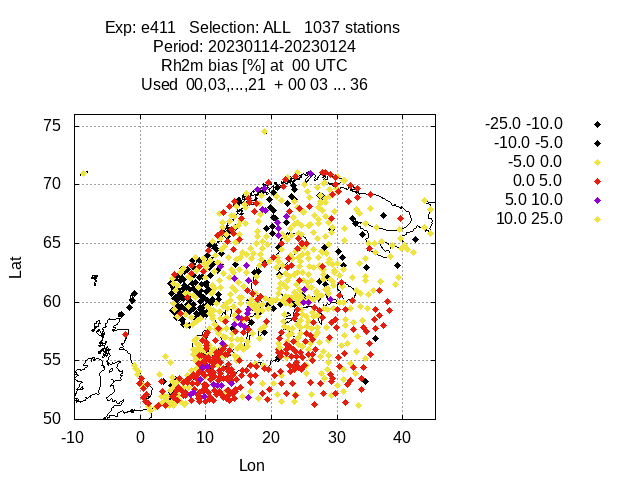 Exp: e411   Selection: ALL   1037 stations
Period: 20230114-20230124
Rh2m bias [%] at  00 UTC
Used  00,03,...,21  + 00 03 ... 36
-25.0 -10.0
-10.0 -5.0
-5.0 0.0
0.0 5.0
5.0 10.0
10.0 25.0
75
70
65
60
55
50
Lat
-10 0 10 20 30 40
Lon